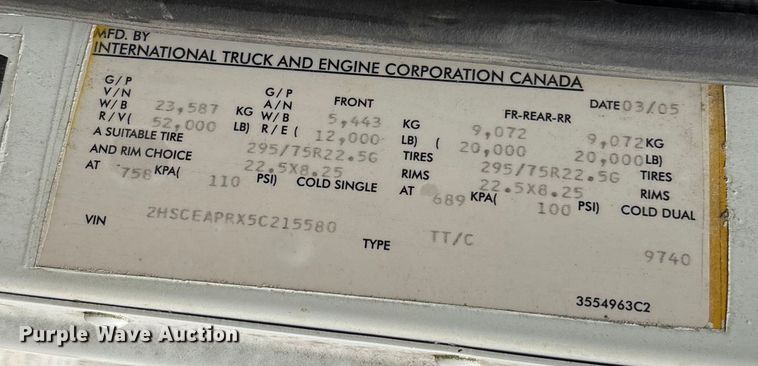 MFD. BY
INTERNATIONAL TRUCK AND ENGINE CORPORATION CANADA
G/P G/P DATE 03/05
V/N A/N FRONT FR-REAR-RR
W/B 23,587 KG W/B 5,443 KG 9,072 9,072 KG
R/V( 52,000 LB) R/E( 12,000 LB) ( 20,000 20,000 LB)
A SUITABLE TIRE 295/75R22.5G TIRES 295/75R22.5G TIRES
AND RIM CHOICE 22.5X8.25 RIMS 22.5X8.25 RIMS
AT 758 KPA( 110 PSI) COLD SINGLE AT 689 KPA( 100 PSI) COLD DUAL
VIN 2HSCEAPRX5C215580 TYPE TT/C 9740
3554963C2
Purple Wave Auction